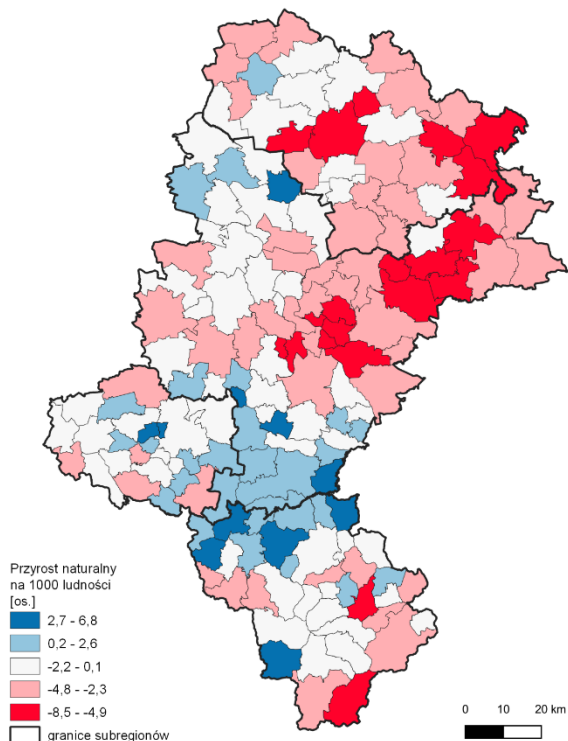 Przyrost naturalny
na 1000 ludności
[os.]
2,7 - 6,8
0,2 - 2,6
-2,2 - 0,1
-4,8 - -2,3
-8,5 - -4,9
granice subregionów
0 10 20 km